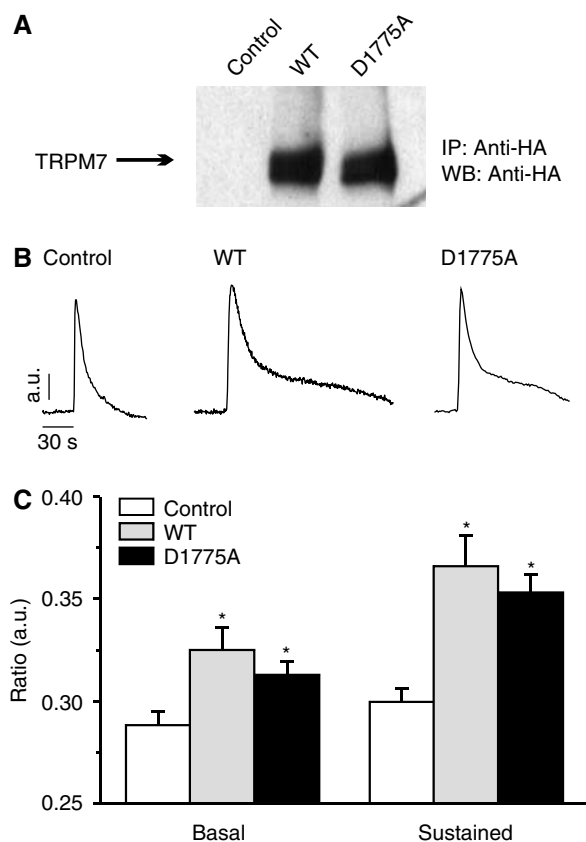 A
Control
WT
D1775A
TRPM7
IP: Anti-HA
WB: Anti-HA
B
Control
WT
D1775A
a.u.
30 s
C
Control
WT
D1775A
Ratio (a.u.)
0.40
0.35
0.30
0.25
* * * *
Basal
Sustained